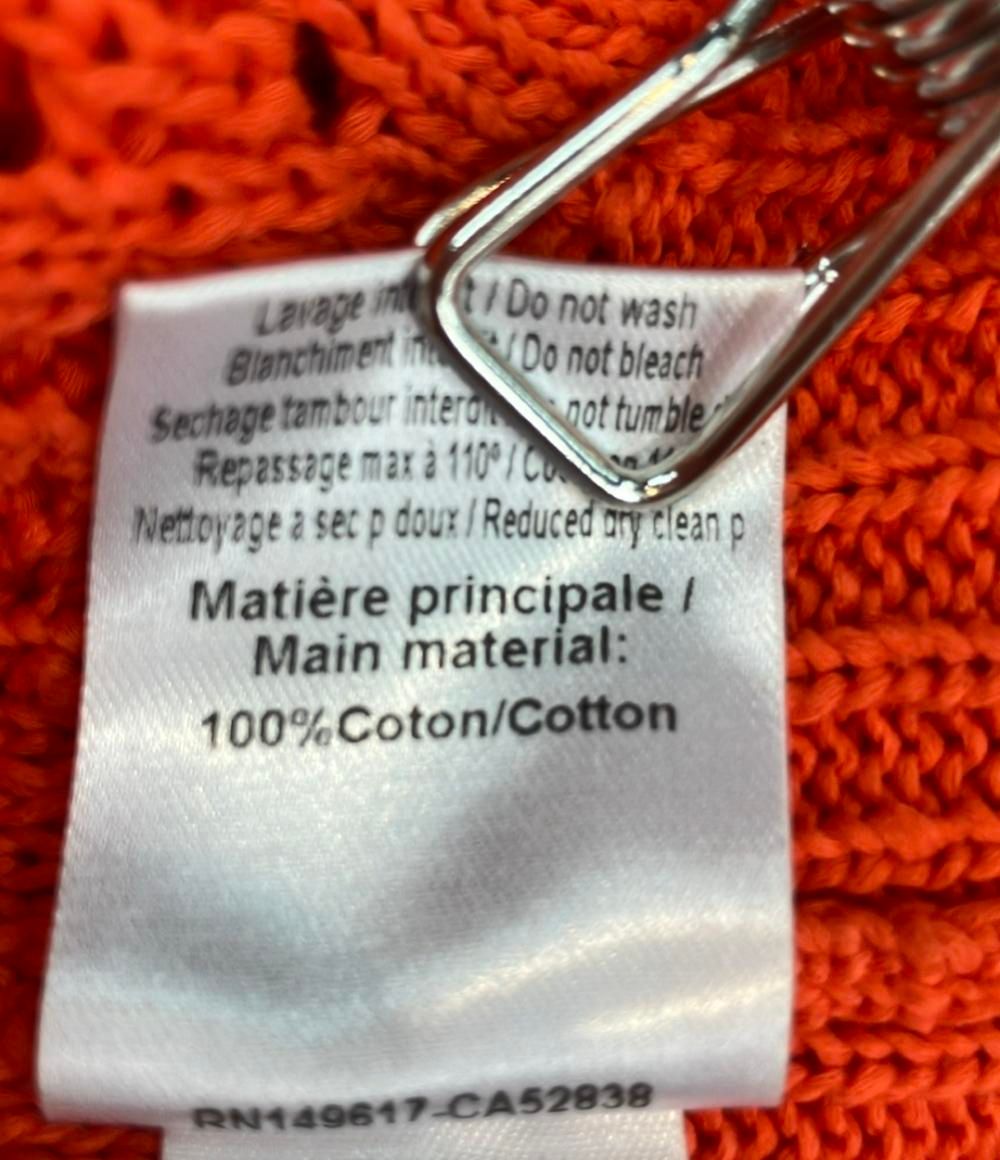 Lavage / Do not wash
Blanchiment / Do not bleach
Sechage tambour interdit not tumble
Repassage max à 110° /
Nettoyage a sec p doux / Reduced dry clean p
Matière principale /
Main material:
100%Coton/Cotton
RN149617-CA52838